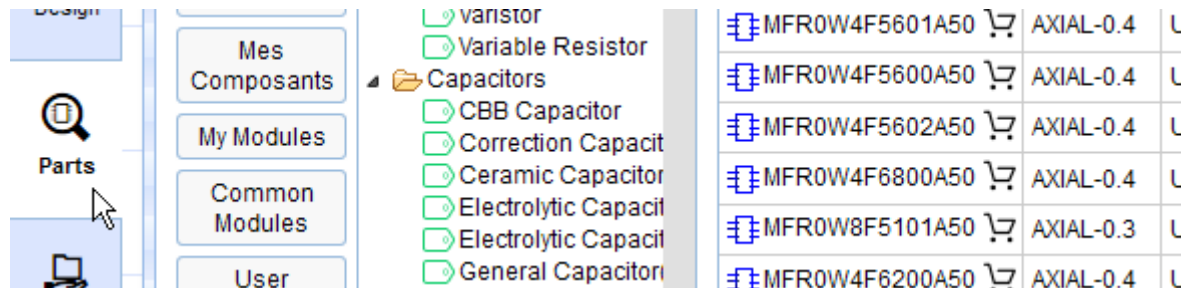 Design
Parts
Mes
Composants
My Modules
Common
Modules
User
Varistor
Variable Resistor
Capacitors
CBB Capacitor
Correction Capacit
Ceramic Capacitor
Electrolytic Capacit
Electrolytic Capacit
General Capacitor(
MFR0W4F5601A50 AXIAL-0.4 U
MFR0W4F5600A50 AXIAL-0.4 U
MFR0W4F5602A50 AXIAL-0.4 U
MFR0W4F6800A50 AXIAL-0.4 U
MFR0W8F5101A50 AXIAL-0.3 U
MFR0W4F6200A50 AXIAL-0.4 U